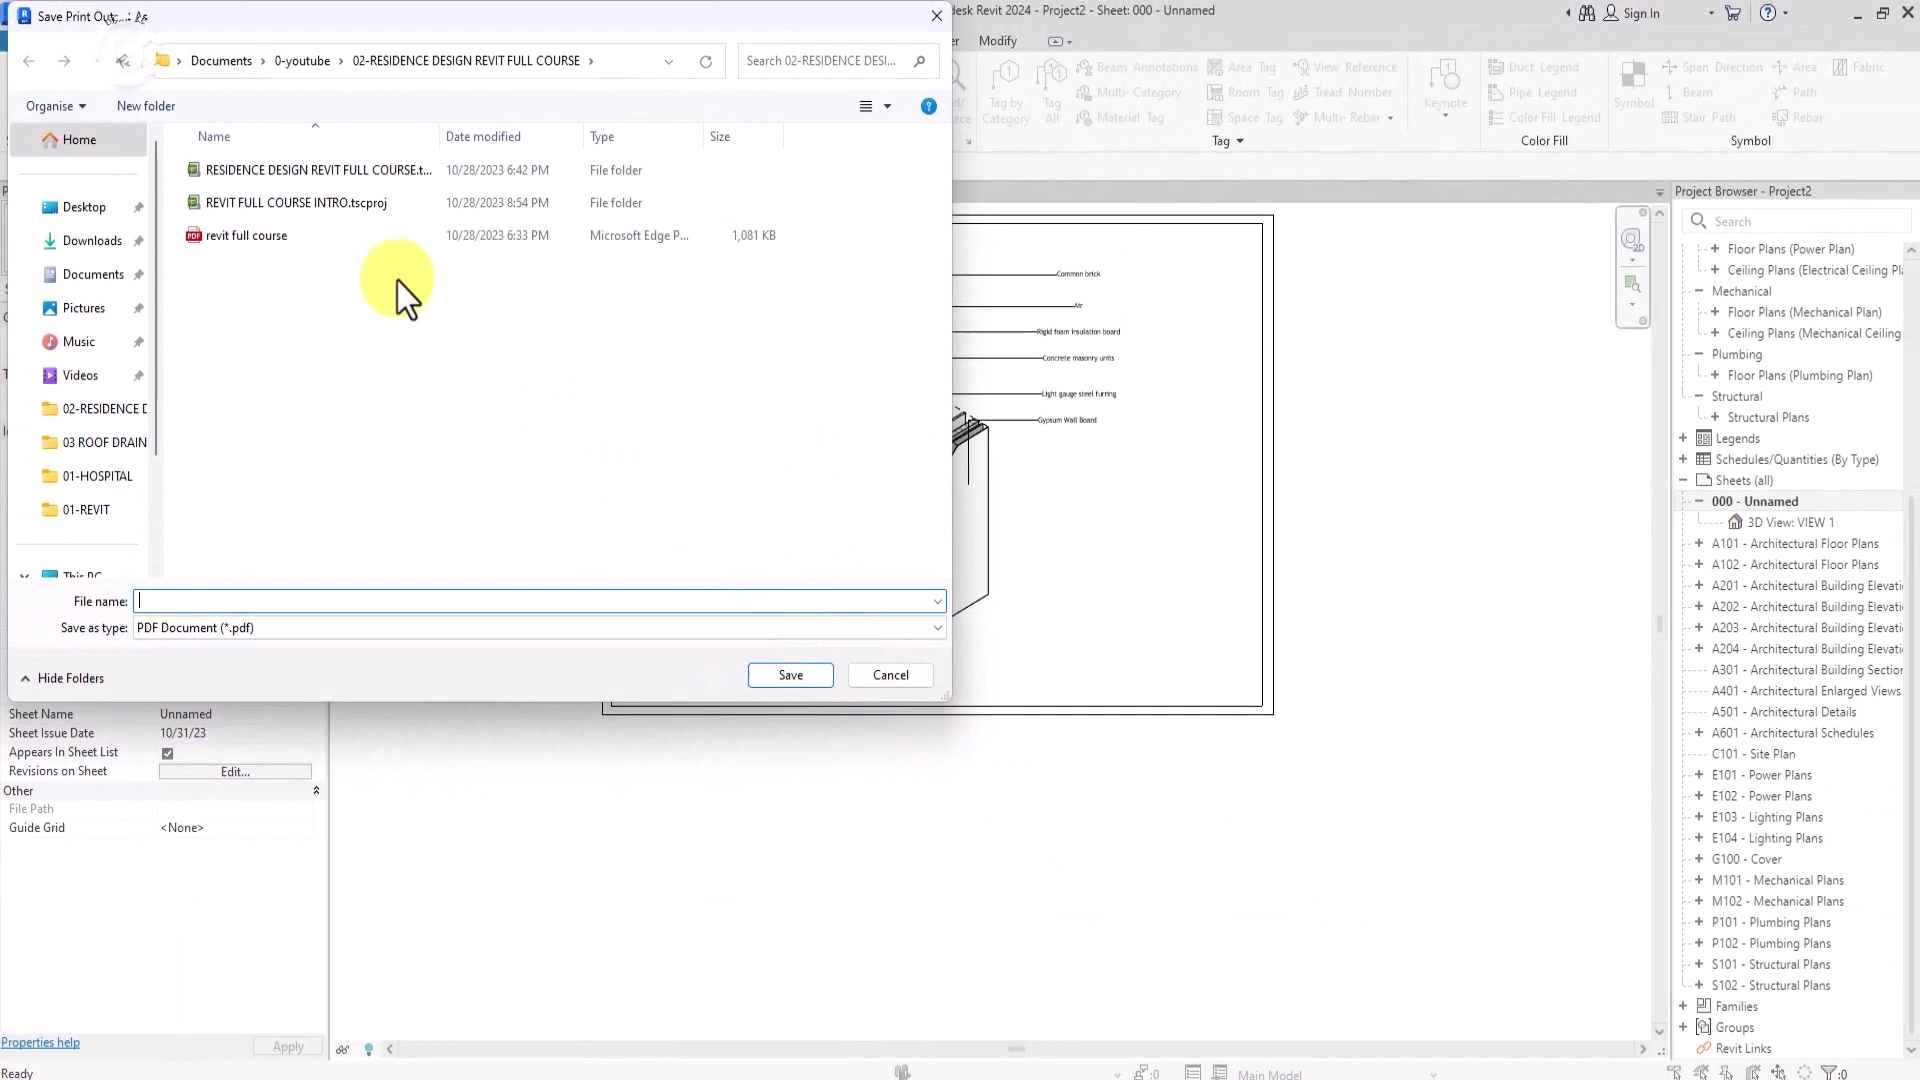 Save Print Out
desk Revit 2024 - Project2 - Sheet: 000 - Unnamed
Sign In
Documents
0-youtube
02-RESIDENCE DESIGN REVIT FULL COURSE
Search 02-RESIDENCE DESI...
Modify
Organise
New folder
Beam Annotations
Area Tag
View Reference
Multi- Category
Room Tag
Tread Number
Material Tag
Space Tag
Multi- Rebar
Tag by Category
Tag All
Keynote
Tag
Duct Legend
Pipe Legend
Color Fill Legend
Color Fill
Symbol
Span Direction
Area
Fabric
Beam
Path
Stair Path
Rebar
Symbol
Home
Desktop
Downloads
Documents
Pictures
Music
Videos
02-RESIDENCE D
03 ROOF DRAIN
01-HOSPITAL
01-REVIT
This PC
Name
Date modified
Type
Size
RESIDENCE DESIGN REVIT FULL COURSE.t...
10/28/2023 6:42 PM
File folder
REVIT FULL COURSE INTRO.tscproj
10/28/2023 8:54 PM
File folder
revit full course
10/28/2023 6:33 PM
Microsoft Edge P...
1,081 KB
File name:
Save as type:
PDF Document (*.pdf)
Hide Folders
Save
Cancel
Common brick
Air
Rigid foam insulation board
Concrete masonry units
Light gauge steel furring
Gypsum Wall Board
Sheet Name
Unnamed
Sheet Issue Date
10/31/23
Appears In Sheet List
Revisions on Sheet
Edit...
Other
File Path
Guide Grid
<None>
Properties help
Apply
Ready
:0
Main Model
:0
Project Browser - Project2
Search
Floor Plans (Power Plan)
Ceiling Plans (Electrical Ceiling Pl
Mechanical
Floor Plans (Mechanical Plan)
Ceiling Plans (Mechanical Ceiling
Plumbing
Floor Plans (Plumbing Plan)
Structural
Structural Plans
Legends
Schedules/Quantities (By Type)
Sheets (all)
000 - Unnamed
3D View: VIEW 1
A101 - Architectural Floor Plans
A102 - Architectural Floor Plans
A201 - Architectural Building Elevati
A202 - Architectural Building Elevati
A203 - Architectural Building Elevati
A204 - Architectural Building Elevati
A301 - Architectural Building Section
A401 - Architectural Enlarged Views
A501 - Architectural Details
A601 - Architectural Schedules
C101 - Site Plan
E101 - Power Plans
E102 - Power Plans
E103 - Lighting Plans
E104 - Lighting Plans
G100 - Cover
M101 - Mechanical Plans
M102 - Mechanical Plans
P101 - Plumbing Plans
P102 - Plumbing Plans
S101 - Structural Plans
S102 - Structural Plans
Families
Groups
Revit Links